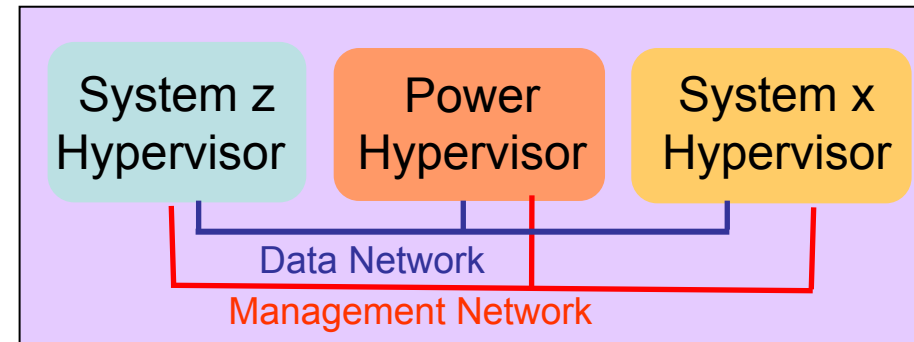 System z
Hypervisor
Power
Hypervisor
System x
Hypervisor
Data Network
Management Network